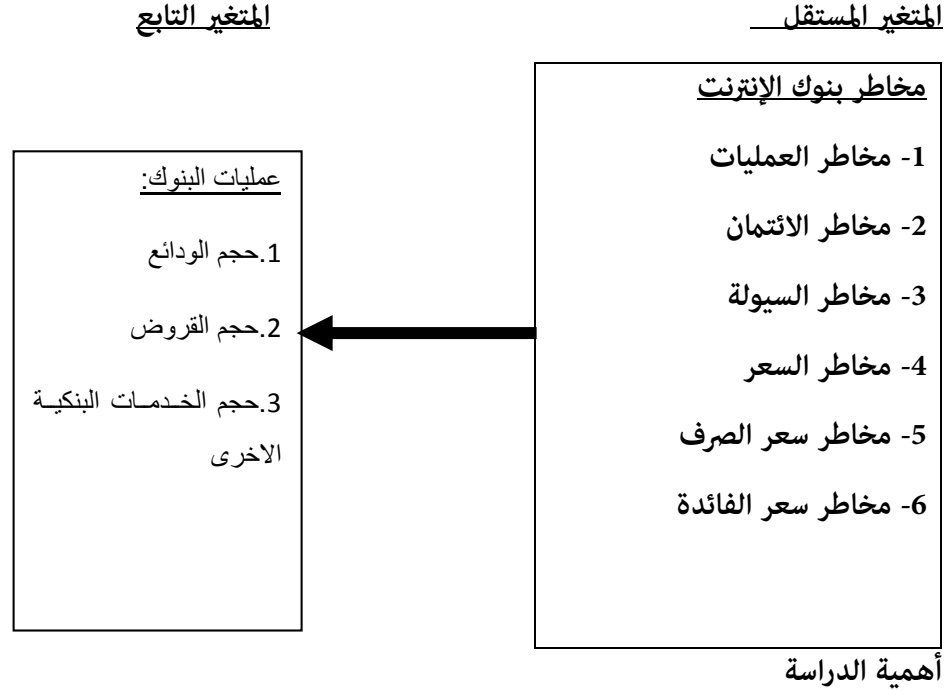 المتغير المستقل
المتغير التابع
مخاطر بنوك الإنترنت
1- مخاطر العمليات
2- مخاطر الائتمان
3- مخاطر السيولة
4- مخاطر السعر
5- مخاطر سعر الصرف
6- مخاطر سعر الفائدة
عمليات البنوك:
1.حجم الودائع
2.حجم القروض
3.حجم الخدمات البنكية
الاخرى
أهمية الدراسة